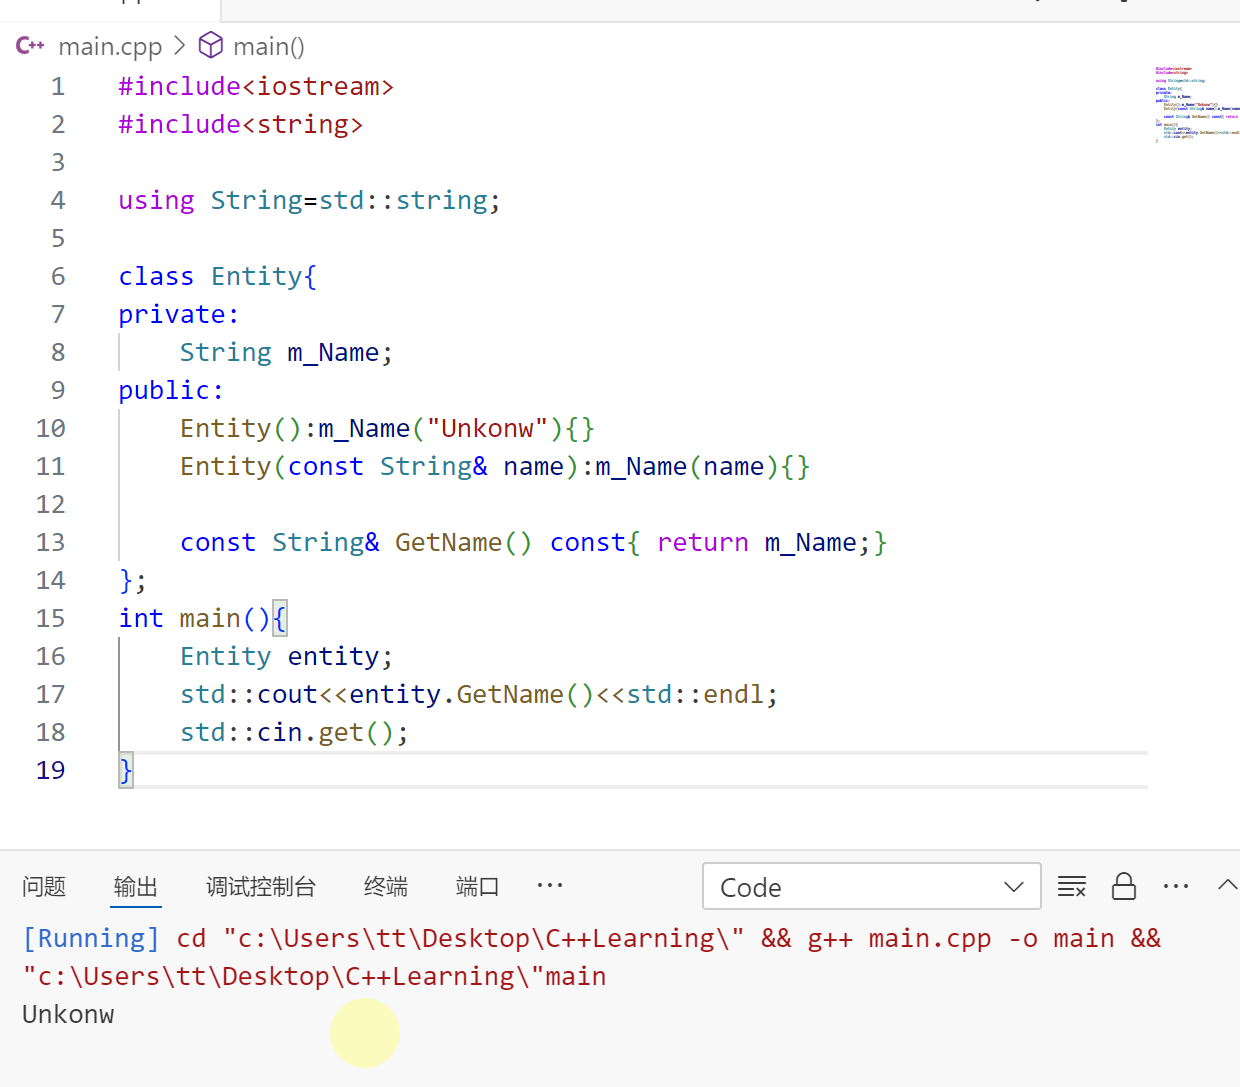 C++ main.cpp > main()
1 #include<iostream>
2 #include<string>
3
4 using String=std::string;
5
6 class Entity{
7 private:
8     String m_Name;
9 public:
10     Entity():m_Name("Unkonw"){}
11     Entity(const String& name):m_Name(name){}
12
13     const String& GetName() const{ return m_Name;}
14 };
15 int main(){
16     Entity entity;
17     std::cout<<entity.GetName()<<std::endl;
18     std::cin.get();
19 }
问题 输出 调试控制台 终端 端口 ··· Code ···
[Running] cd "c:\Users\tt\Desktop\C++Learning\" && g++ main.cpp -o main &&
"c:\Users\tt\Desktop\C++Learning\"main
Unkonw